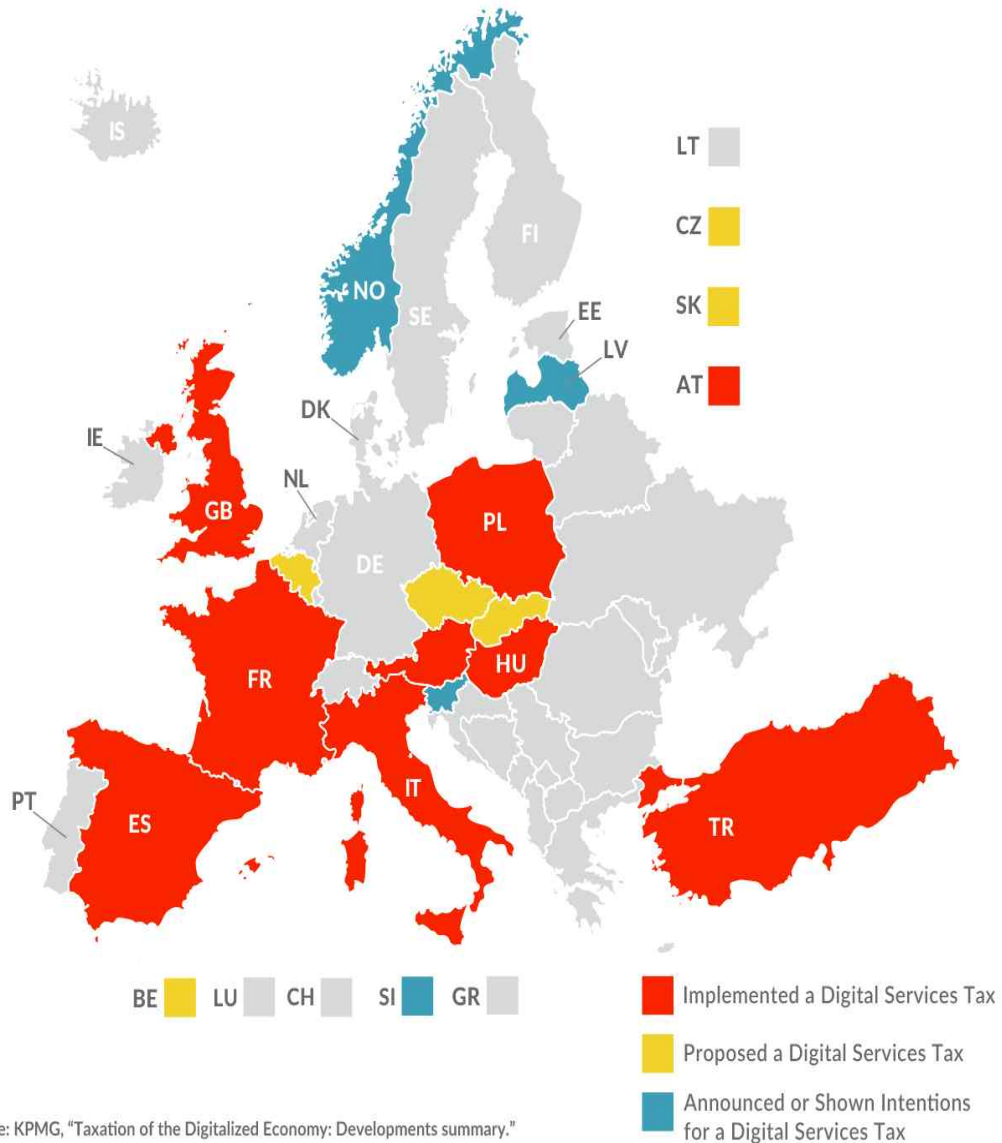 IS
LT
CZ
FI
SK
NO
SE
EE
LV
AT
DK
IE
NL
GB
PL
DE
HU
FR
IT
PT
ES
TR
BE LU CH SI GR
Implemented a Digital Services Tax
Proposed a Digital Services Tax
Announced or Shown Intentions
for a Digital Services Tax
e: KPMG, “Taxation of the Digitalized Economy: Developments summary.”